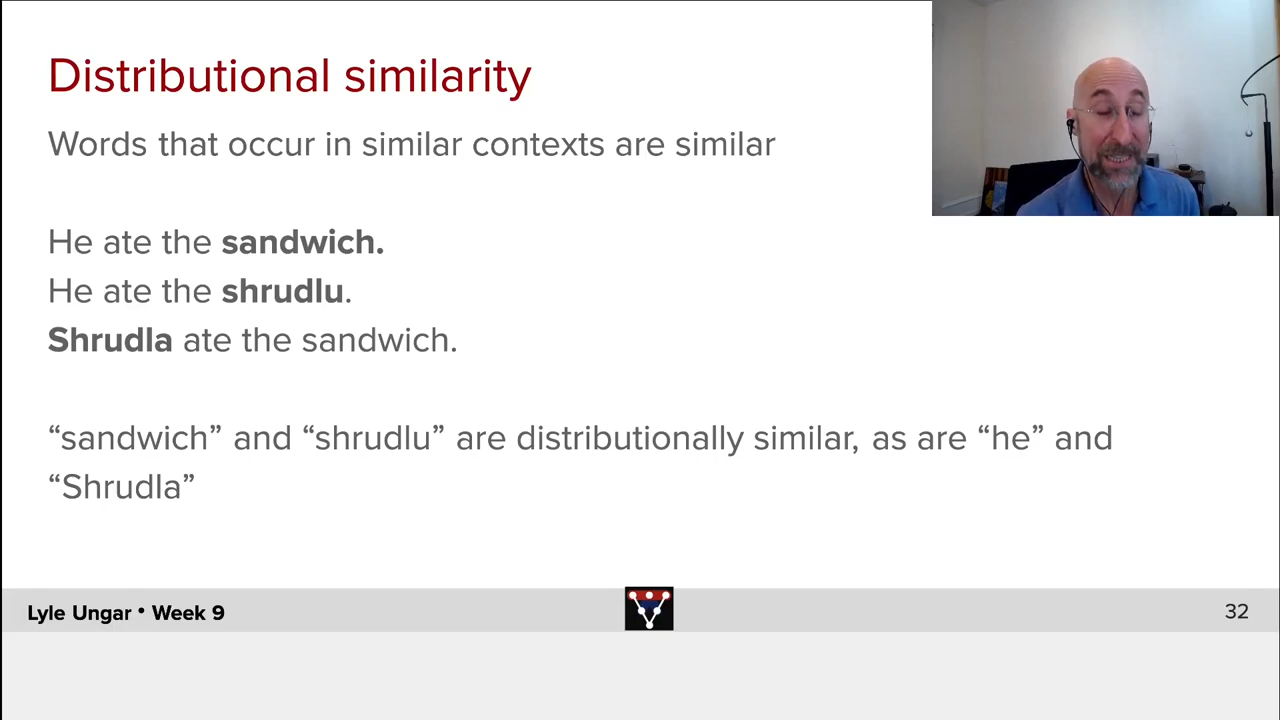 Distributional similarity
Words that occur in similar contexts are similar
He ate the sandwich.
He ate the shrudlu.
Shrudla ate the sandwich.
“sandwich” and “shrudlu” are distributionally similar, as are “he” and
“Shrudla”
Lyle Ungar • Week 9
32